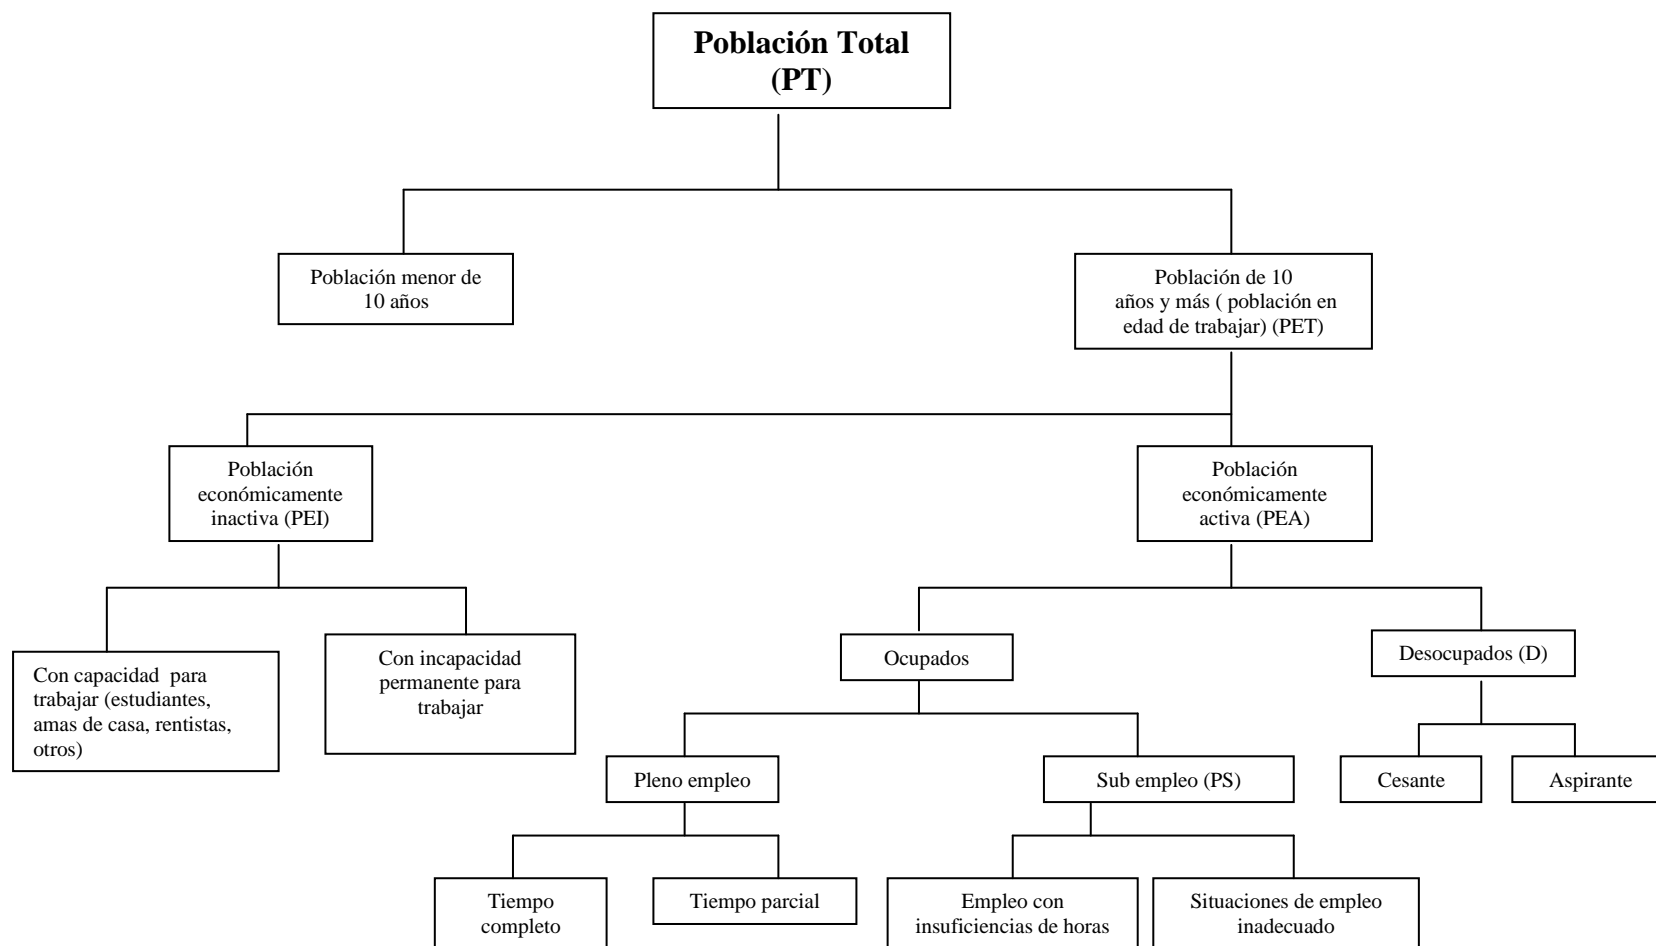 Población Total
(PT)
Población menor de
10 años
Población de 10
años y más ( población en
edad de trabajar) (PET)
Población
económicamente
inactiva (PEI)
Población
económicamente
activa (PEA)
Con capacidad para
trabajar (estudiantes,
amas de casa, rentistas,
otros)
Con incapacidad
permanente para
trabajar
Ocupados
Desocupados (D)
Pleno empleo
Sub empleo (PS)
Cesante
Aspirante
Tiempo
completo
Tiempo parcial
Empleo con
insuficiencias de horas
Situaciones de empleo
inadecuado